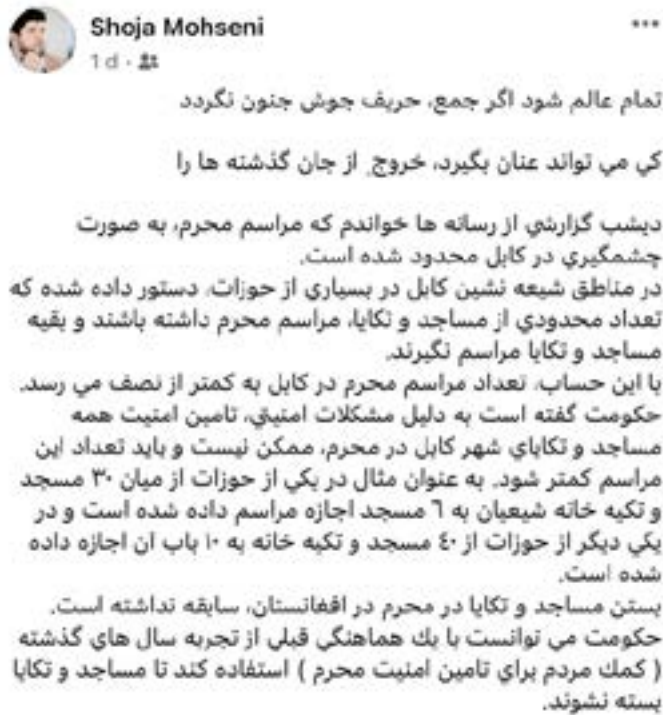 Shoja Mohseni
1 d ·
تمام عالم شود اگر جمع، حریف جوش جنون نگردد
کي مي تواند عنان بگیرد، خروج ِ از جان گذشته ها را
دیشب گزارشي از رسانه ها خواندم که مراسم محرم، به صورت
چشمگیري در کابل محدود شده است.
در مناطق شیعه نشین کابل در بسیاري از حوزات، دستور داده شده که
تعداد محدودي از مساجد و تکایا، مراسم محرم داشته باشند و بقیه
مساجد و تکایا مراسم نگیرند.
با این حساب، تعداد مراسم محرم در کابل به کمتر از نصف مي رسد.
حکومت گفته است به دلیل مشکلات امنیتي، تامین امنیت همه
مساجد و تکایاي شهر کابل در محرم، ممکن نیست و باید تعداد این
مراسم کمتر شود. به عنوان مثال در یکي از حوزات از میان ٣٠ مسجد
و تکیه خانه شیعیان به ٦ مسجد اجازه مراسم داده شده است و در
یکي دیگر از حوزات از ٤٠ مسجد و تکیه خانه به ١٠ باب ان اجازه داده
شده است.
بستن مساجد و تکایا در محرم در افغانستان، سابقه نداشته است.
حکومت مي توانست با یك هماهنگي قبلي از تجربه سال هاي گذشته
( کمك مردم براي تامین امنیت محرم ) استفاده کند تا مساجد و تکایا
بسته نشوند.